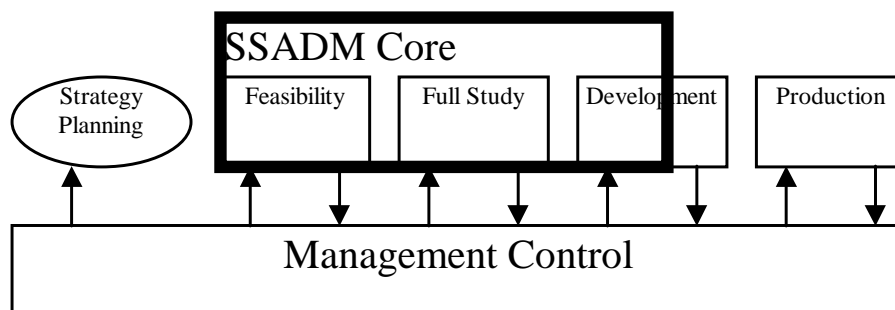 SSADM Core
Strategy
Planning
Feasibility
Full Study
Development
Production
Management Control